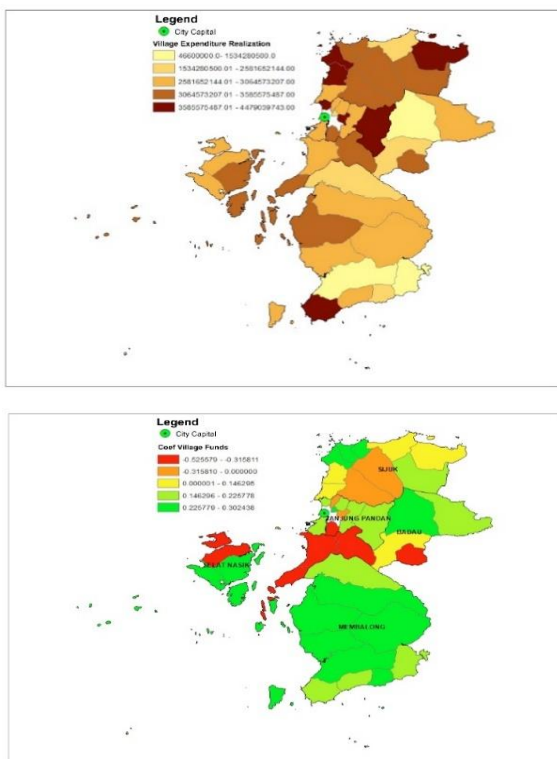 Legend
City Capital
Village Expenditure Realization
46600000.0 - 1534280500.0
1534280500.01 - 2581652144.00
2581652144.01 - 3064573207.00
3064573207.01 - 3585575487.00
3585575487.01 - 4479039743.00
Legend
City Capital
Coef Village Funds
-0.525579 - -0.315811
-0.315810 - 0.000000
0.000001 - 0.146295
0.146296 - 0.225778
0.225779 - 0.302438
SIJUK
TANJUNG PANDAN
BADAU
SELAT NASIK
MEMBALONG